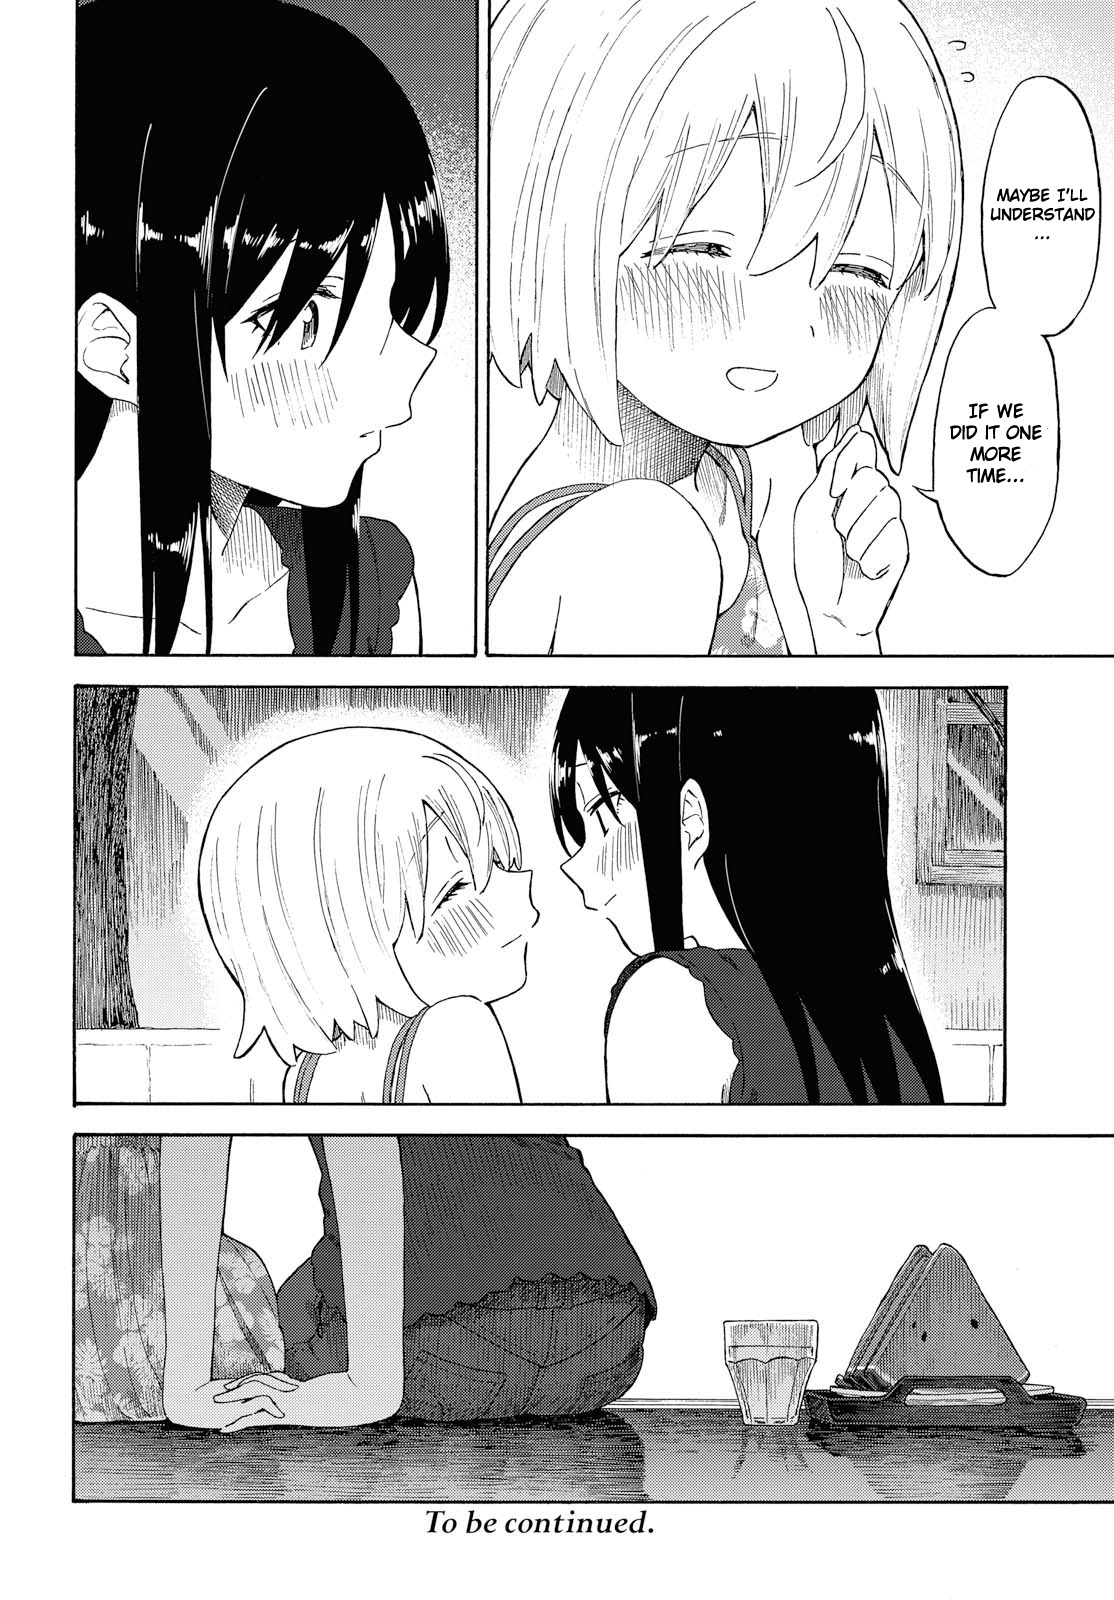 MAYBE I'LL
UNDERSTAND
...
IF WE
DID IT ONE
MORE
TIME...
To be continued.